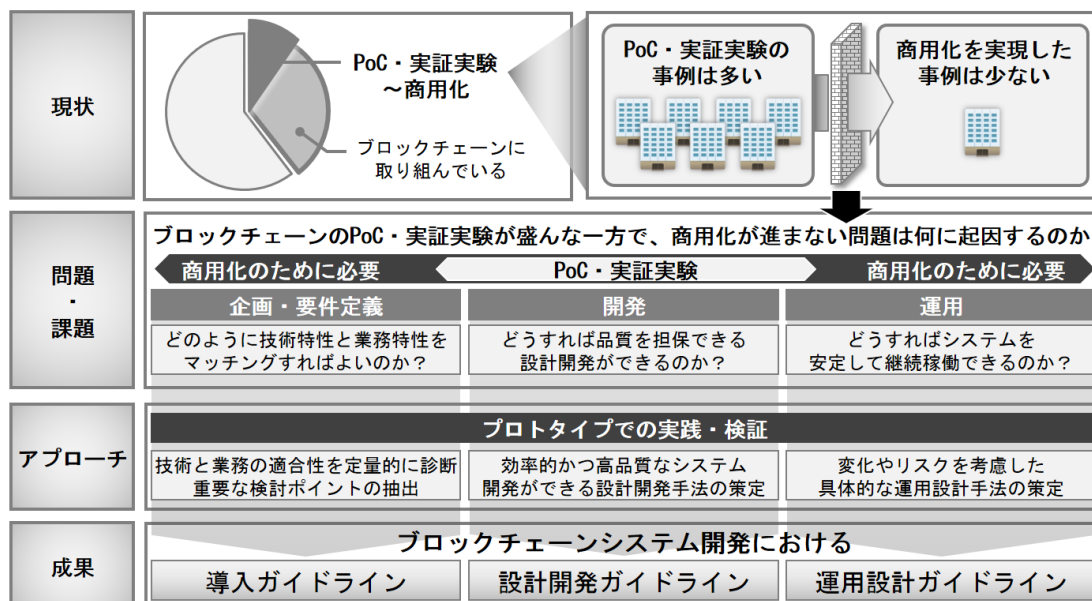 現状
PoC・実証実験
～商用化
ブロックチェーンに
取り組んでいる
PoC・実証実験の
事例は多い
商用化を実現した
事例は少ない
問題
・
課題
ブロックチェーンのPoC・実証実験が盛んな一方で、商用化が進まない問題は何に起因するのか
商用化のために必要
PoC・実証実験
商用化のために必要
企画・要件定義
開発
運用
どのように技術特性と業務特性を
マッチングすればよいのか？
どうすれば品質を担保できる
設計開発ができるのか？
どうすればシステムを
安定して継続稼働できるのか？
アプローチ
プロトタイプでの実践・検証
技術と業務の適合性を定量的に診断
重要な検討ポイントの抽出
効率的かつ高品質なシステム
開発ができる設計開発手法の策定
変化やリスクを考慮した
具体的な運用設計手法の策定
成果
ブロックチェーンシステム開発における
導入ガイドライン
設計開発ガイドライン
運用設計ガイドライン